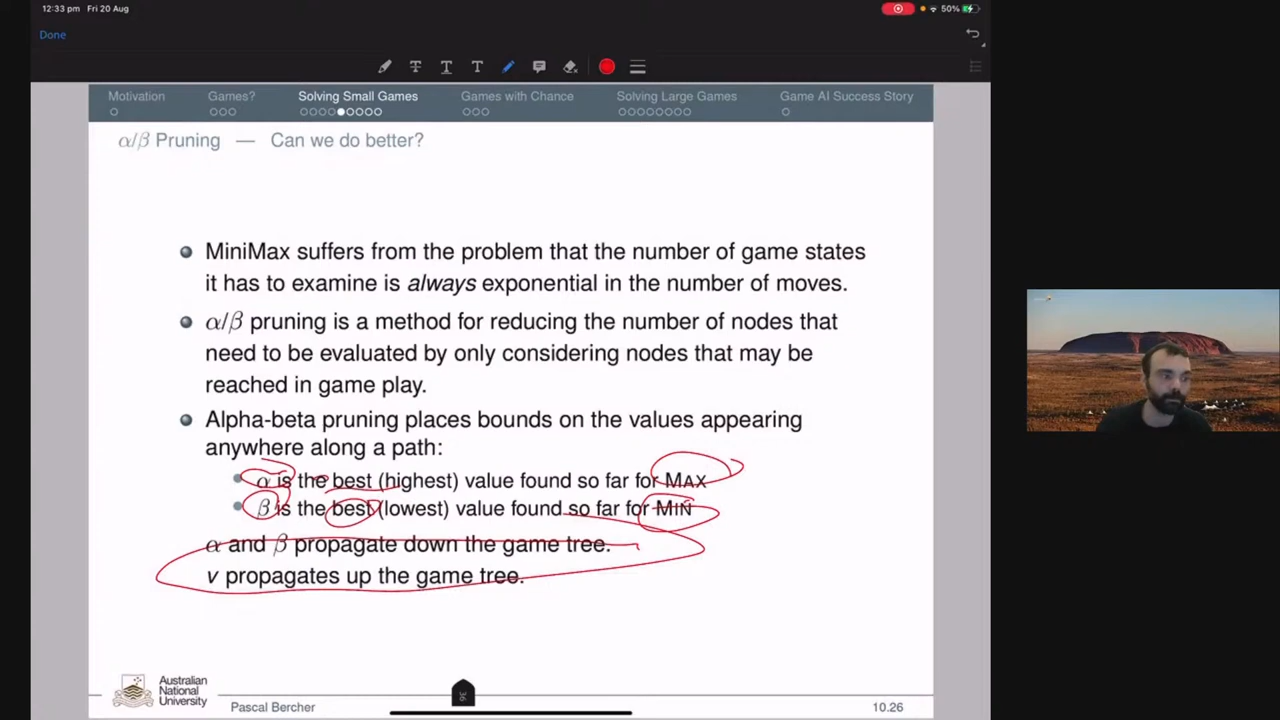 12:33 pm Fri 20 Aug
50%
Done
T T T
Motivation Games? Solving Small Games Games with Chance Solving Large Games Game AI Success Story
α/β Pruning — Can we do better?
MiniMax suffers from the problem that the number of game states
it has to examine is always exponential in the number of moves.
α/β pruning is a method for reducing the number of nodes that
need to be evaluated by only considering nodes that may be
reached in game play.
Alpha-beta pruning places bounds on the values appearing
anywhere along a path:
α is the best (highest) value found so far for MAX
β is the best (lowest) value found so far for MIN
α and β propagate down the game tree.
v propagates up the game tree.
Australian
National
University
36
Pascal Bercher
10.26